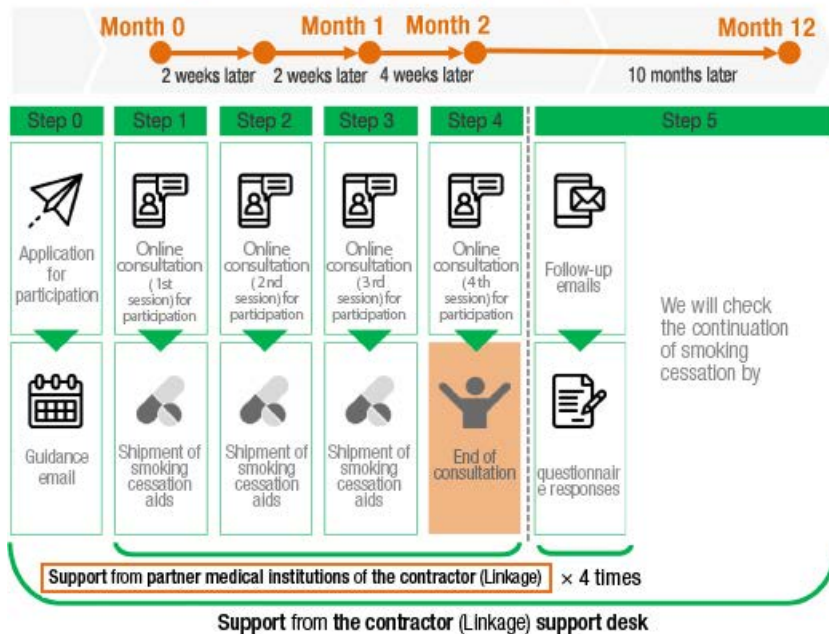 Month 0
Month 1
Month 2
Month 12
2 weeks later
2 weeks later
4 weeks later
10 months later
Step 0
Step 1
Step 2
Step 3
Step 4
Step 5
Application
for
participation
Online
consultation
(1st
session) for
participation
Online
consultation
(2nd
session) for
participation
Online
consultation
(3rd
session) for
participation
Online
consultation
(4th
session) for
participation
Follow-up
emails
We will check
the continuation
of smoking
cessation by
Guidance
email
Shipment of
smoking
cessation
aids
Shipment of
smoking
cessation
aids
Shipment of
smoking
cessation
aids
End of
consultation
questionnair
e responses
Support from partner medical institutions of the contractor (Linkage)
× 4 times
Support from the contractor (Linkage) support desk